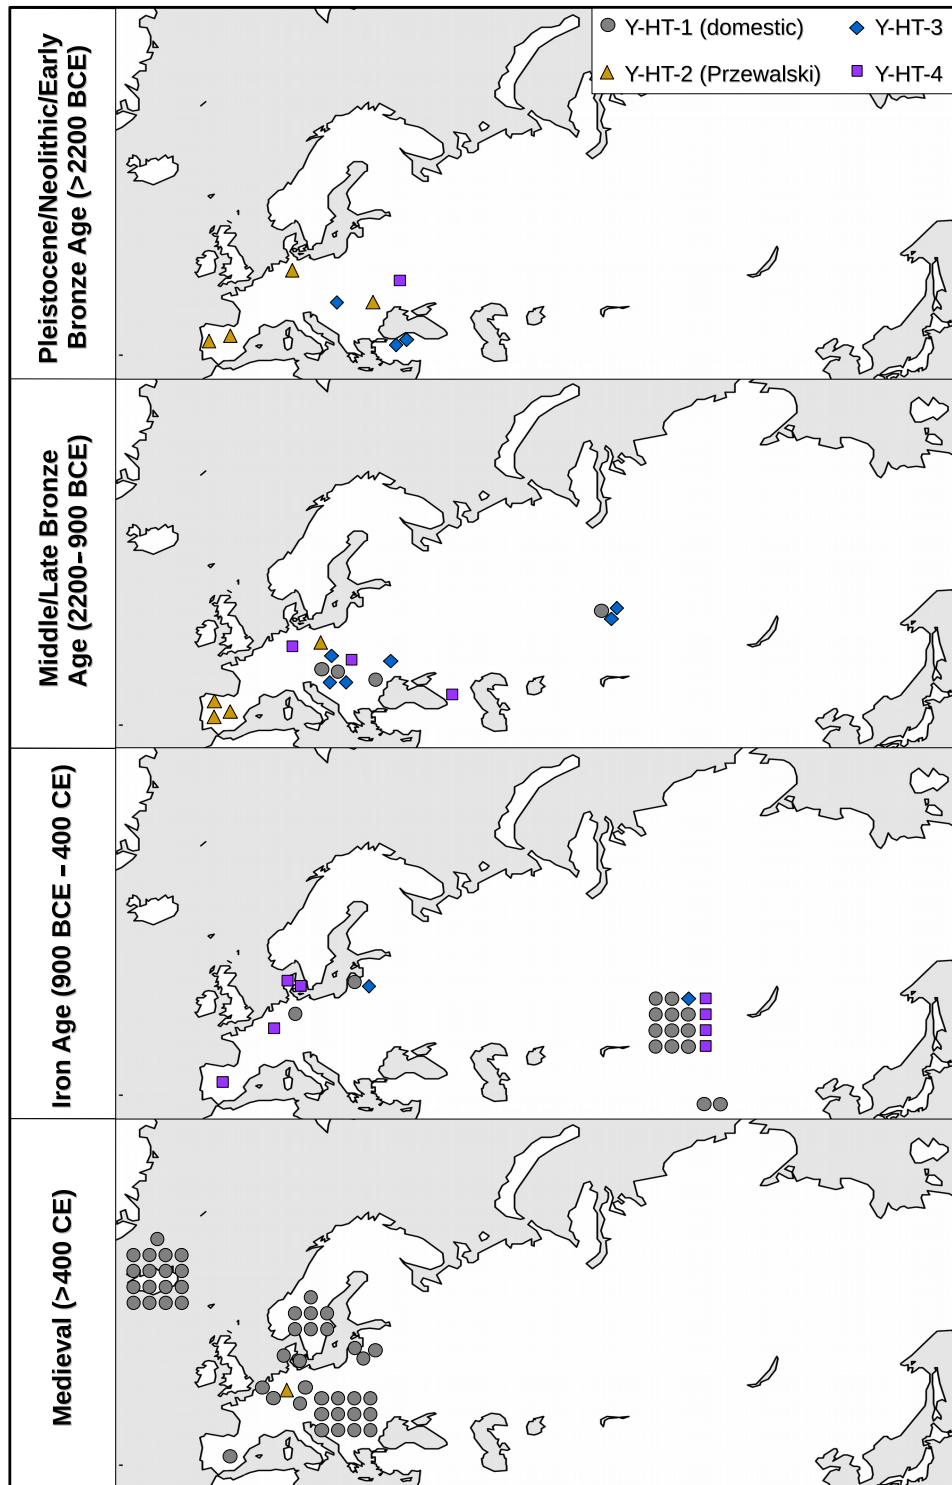 Y-HT-1 (domestic)
Y-HT-3
Y-HT-2 (Przewalski)
Y-HT-4
Pleistocene/Neolithic/Early
Bronze Age (>2200 BCE)
Middle/Late Bronze
Age (2200–900 BCE)
Iron Age (900 BCE – 400 CE)
Medieval (>400 CE)